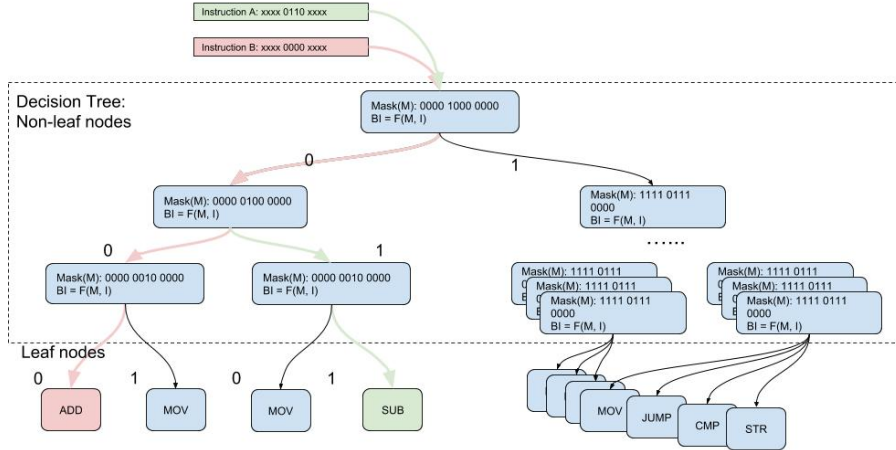 Instruction A: xxxx 0110 xxxx
Instruction B: xxxx 0000 xxxx
Decision Tree:
Non-leaf nodes
Mask(M): 0000 1000 0000
BI = F(M, I)
0
1
Mask(M): 0000 0100 0000
BI = F(M, I)
Mask(M): 1111 0111
0000
BI = F(M, I)
......
0
1
Mask(M): 0000 0010 0000
BI = F(M, I)
Mask(M): 0000 0010 0000
BI = F(M, I)
Mask(M): 1111 0111
Mask(M): 1111 0111
Mask(M): 1111 0111
0000
BI = F(M, I)
Mask(M): 1111 0111
Mask(M): 1111 0111
Mask(M): 1111 0111
0000
BI = F(M, I)
Leaf nodes
0
1
0
1
ADD
MOV
MOV
SUB
MOV
JUMP
CMP
STR